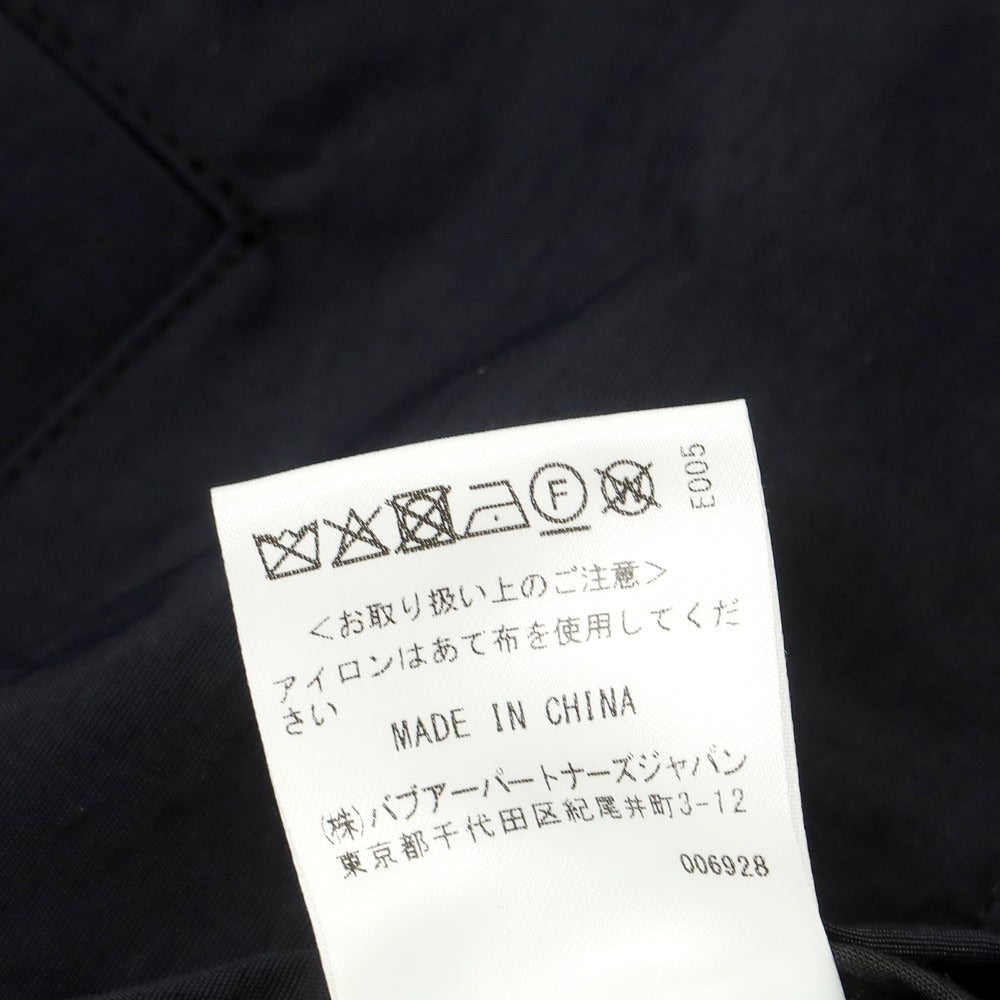 F W E005
<お取り扱い上のご注意>
アイロンはあて布を使用してくだ
さい
MADE IN CHINA
(株)バブアーパートナーズジャパン
東京都千代田区紀尾井町3-12
006928